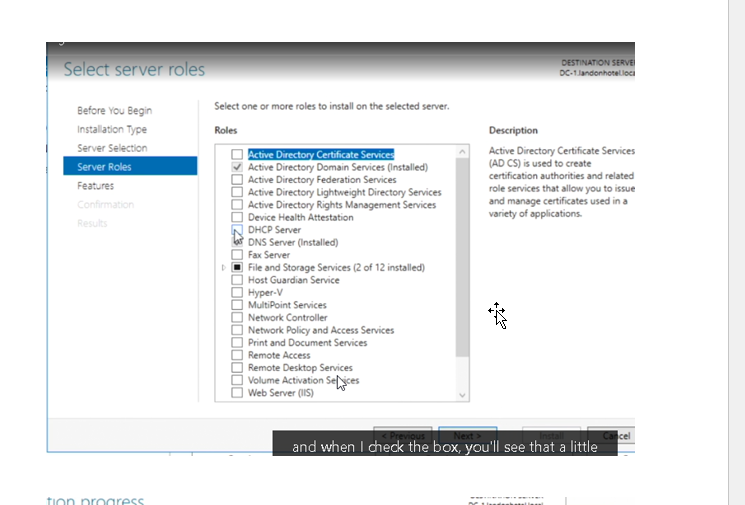 Select server roles
DESTINATION SERVE
DC-1.landonhotel.loca
Before You Begin
Installation Type
Server Selection
Server Roles
Features
Confirmation
Results
Select one or more roles to install on the selected server.
Roles
Active Directory Certificate Services
Active Directory Domain Services (Installed)
Active Directory Federation Services
Active Directory Lightweight Directory Services
Active Directory Rights Management Services
Device Health Attestation
DHCP Server
DNS Server (Installed)
Fax Server
File and Storage Services (2 of 12 installed)
Host Guardian Service
Hyper-V
MultiPoint Services
Network Controller
Network Policy and Access Services
Print and Document Services
Remote Access
Remote Desktop Services
Volume Activation Services
Web Server (IIS)
Description
Active Directory Certificate Services
(AD CS) is used to create
certification authorities and related
role services that allow you to issue
and manage certificates used in a
variety of applications.
< Previous
Next >
Install
Cancel
and when I check the box, you'll see that a little
tion progress